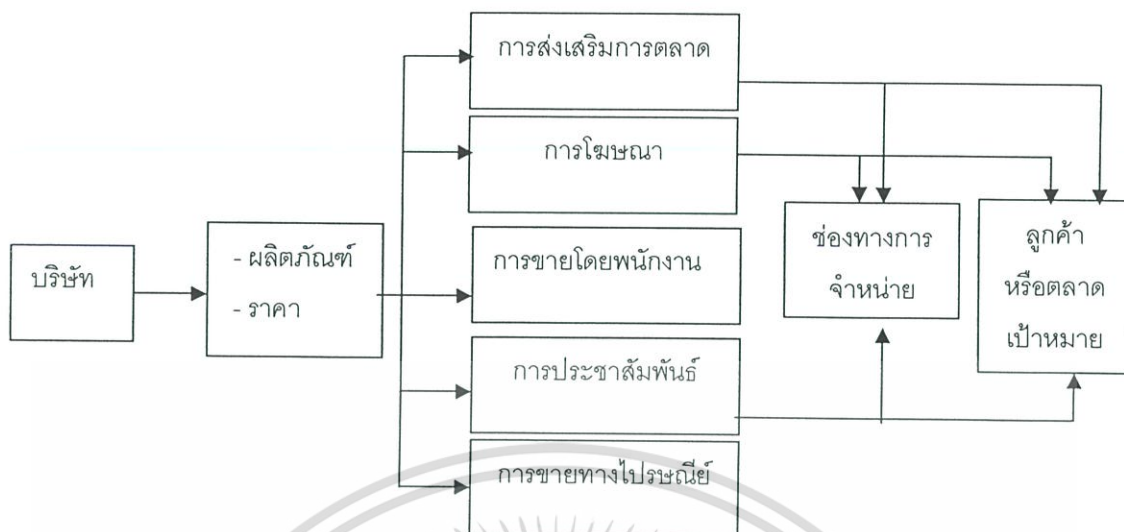 การส่งเสริมการตลาด
การโฆษณา
การขายโดยพนักงาน
การประชาสัมพันธ์
การขายทางไปรษณีย์
บริษัท
- ผลิตภัณฑ์
- ราคา
ช่องทางการ
จำหน่าย
ลูกค้า
หรือตลาด
เป้าหมาย